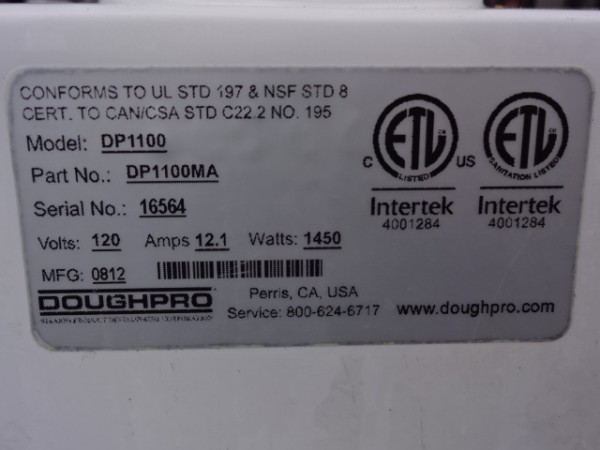 CONFORMS TO UL STD 197 & NSF STD 8
CERT. TO CAN/CSA STD C22.2 NO. 195
Model: DP1100
Part No.: DP1100MA
Serial No.: 16564
Volts: 120 Amps 12.1 Watts: 1450
MFG: 0812
DOUGHPRO
Perris, CA, USA
Service: 800-624-6717
www.doughpro.com
ETL
C US
LISTED
Intertek
4001284
ETL
SANITATION LISTED
Intertek
4001284